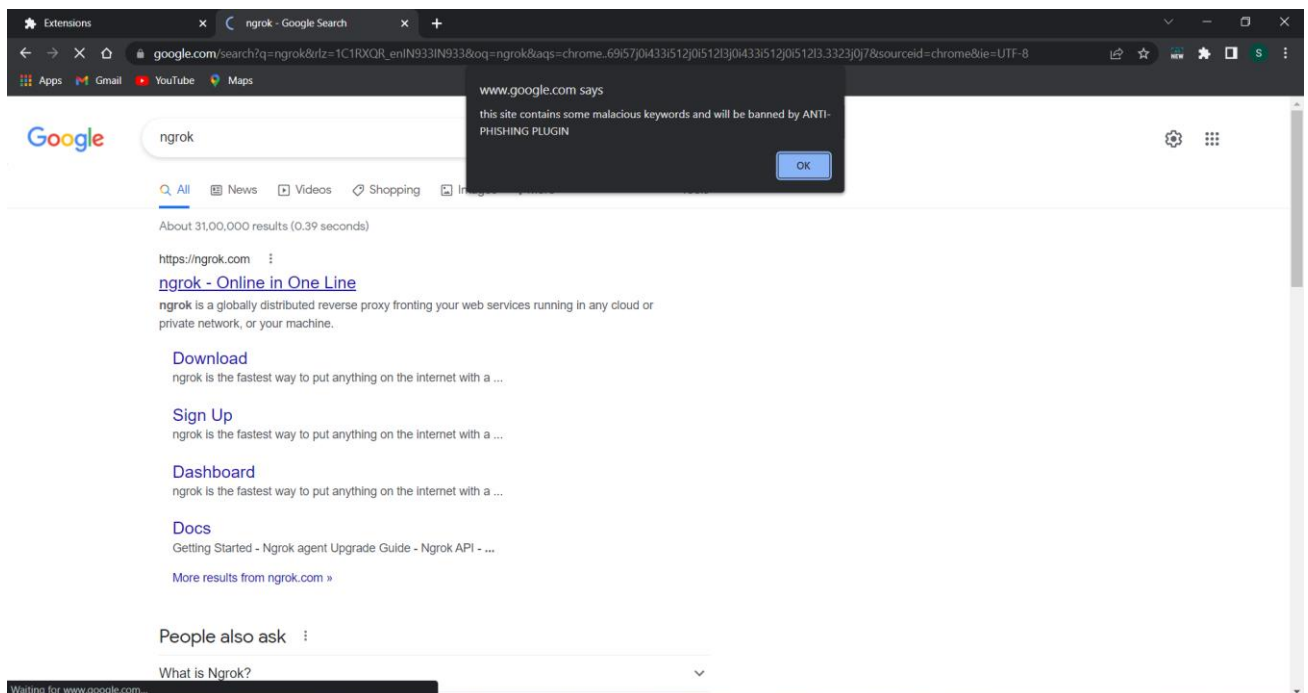 Extensions
ngrok - Google Search
google.com/search?q=ngrok&rlz=1C1RXQR_enIN933IN933&oq=ngrok&aqs=chrome..69i57j0i433i512j0i512l3j0i433i512j0i512l3.3323j0j7&sourceid=chrome&ie=UTF-8
NEW
S
Apps Gmail YouTube Maps
www.google.com says
this site contains some malacious keywords and will be banned by ANTI-
PHISHING PLUGIN
OK
Google
ngrok
All News Videos Shopping
About 31,00,000 results (0.39 seconds)
https://ngrok.com
ngrok - Online in One Line
ngrok is a globally distributed reverse proxy fronting your web services running in any cloud or
private network, or your machine.
Download
ngrok is the fastest way to put anything on the internet with a ...
Sign Up
ngrok is the fastest way to put anything on the internet with a ...
Dashboard
ngrok is the fastest way to put anything on the internet with a ...
Docs
Getting Started - Ngrok agent Upgrade Guide - Ngrok API - ...
More results from ngrok.com »
People also ask
What is Ngrok?
Waiting for www.google.com...